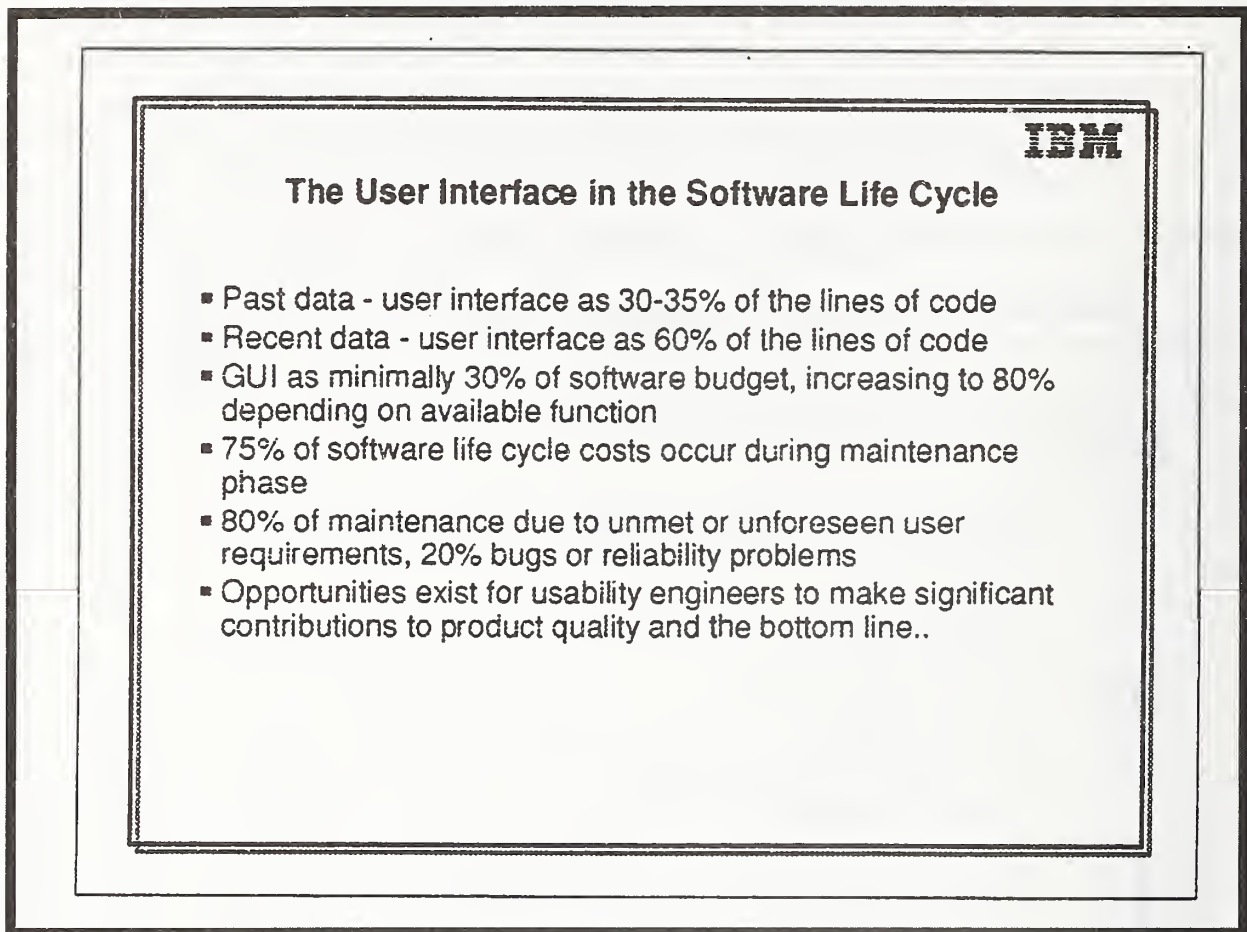 IBM
The User Interface in the Software Life Cycle
▪ Past data - user interface as 30-35% of the lines of code
▪ Recent data - user interface as 60% of the lines of code
▪ GUI as minimally 30% of software budget, increasing to 80%
depending on available function
▪ 75% of software life cycle costs occur during maintenance
phase
▪ 80% of maintenance due to unmet or unforeseen user
requirements, 20% bugs or reliability problems
▪ Opportunities exist for usability engineers to make significant
contributions to product quality and the bottom line..